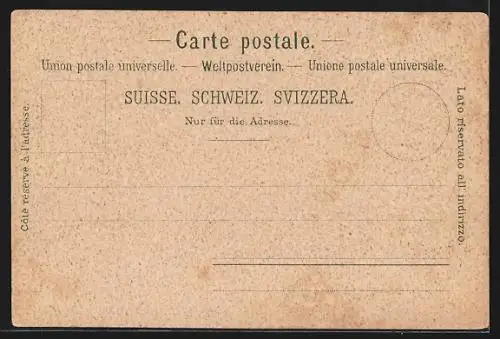 — Carte postale. —
Union postale universelle. — Weltpostverein. — Unione postale universale.
SUISSE. SCHWEIZ. SVIZZERA.
Nur für die Adresse.
Côté réservé à l'adresse.
Lato riservato all' indirizzo.